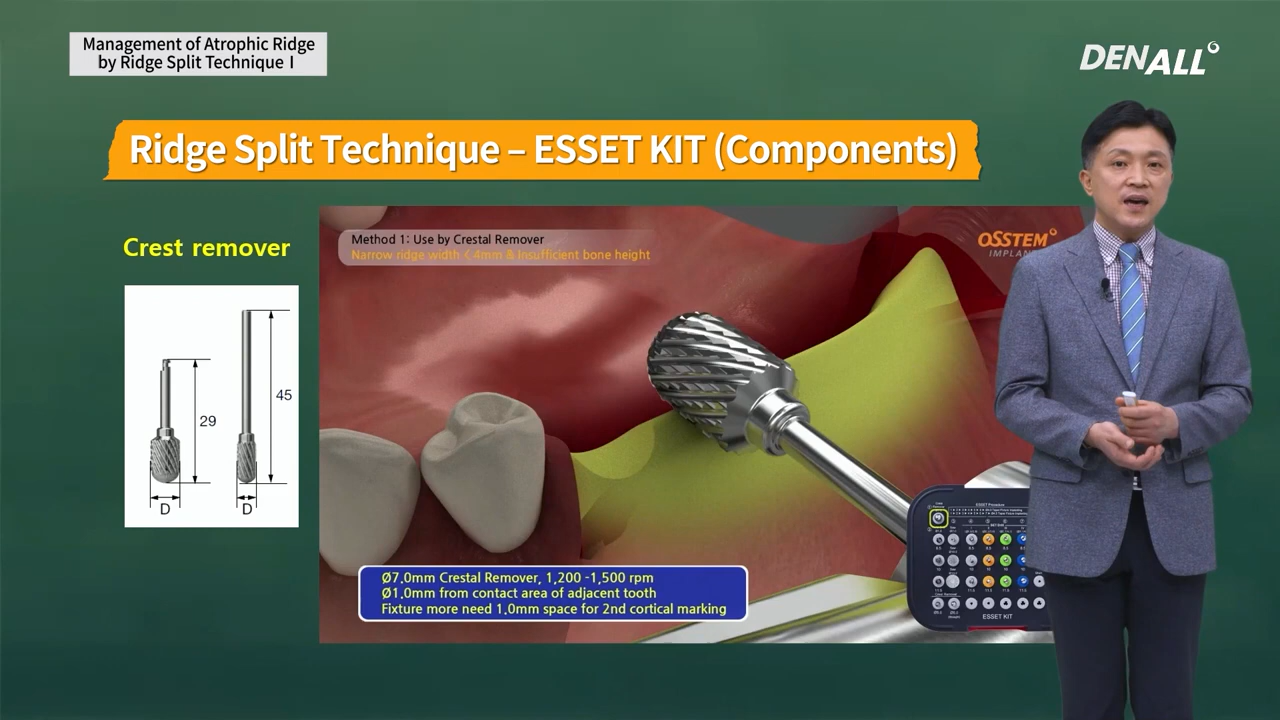 Management of Atrophic Ridge
by Ridge Split Technique I
DENALL
Ridge Split Technique – ESSET KIT (Components)
Crest remover
29
45
D
D
Method 1: Use by Crestal Remover
Narrow ridge width < 4mm & Insufficient bone height
OSSTEM
IMPLAN
Ø7.0mm Crestal Remover, 1,200 -1,500 rpm
Ø1.0mm from contact area of adjacent tooth
Fixture more need 1.0mm space for 2nd cortical marking
ESSET Procedure
ESSET KIT